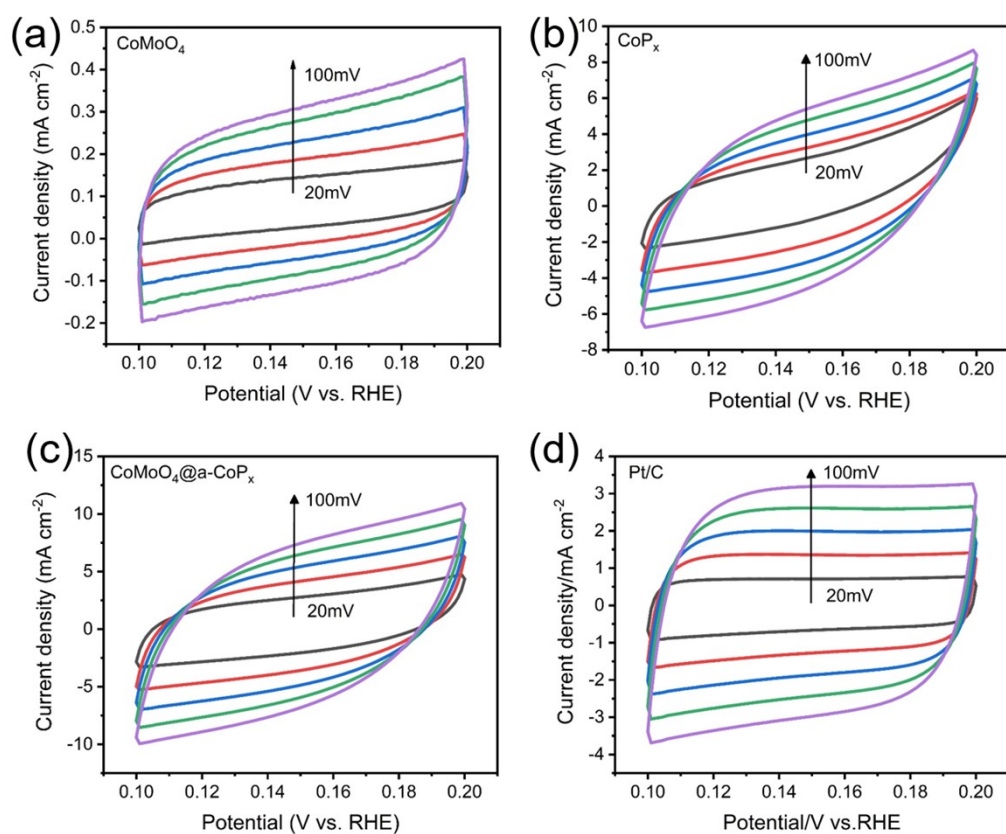 (a)
CoMoO₄
100mV
20mV
0.5
0.4
0.3
0.2
0.1
0.0
-0.1
-0.2
Current density (mA cm⁻²)
0.10 0.12 0.14 0.16 0.18 0.20
Potential (V vs. RHE)
(b)
CoPₓ
100mV
20mV
10
8
6
4
2
0
-2
-4
-6
-8
Current density (mA cm⁻²)
0.10 0.12 0.14 0.16 0.18 0.20
Potential (V vs. RHE)
(c)
CoMoO₄@a-CoPₓ
100mV
20mV
15
10
5
0
-5
-10
Current density (mA cm⁻²)
0.10 0.12 0.14 0.16 0.18 0.20
Potential (V vs. RHE)
(d)
Pt/C
100mV
20mV
4
3
2
1
0
-1
-2
-3
-4
Current density/mA cm⁻²
0.10 0.12 0.14 0.16 0.18 0.20
Potential/V vs.RHE